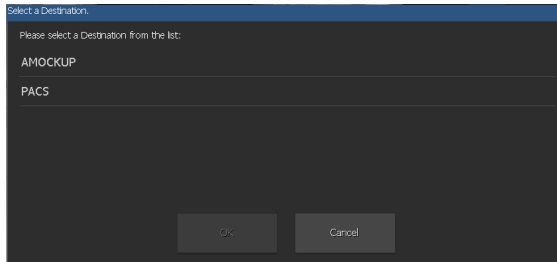 Select a Destination.
Please select a Destination from the list:
AMOCKUP
PACS
OK
Cancel